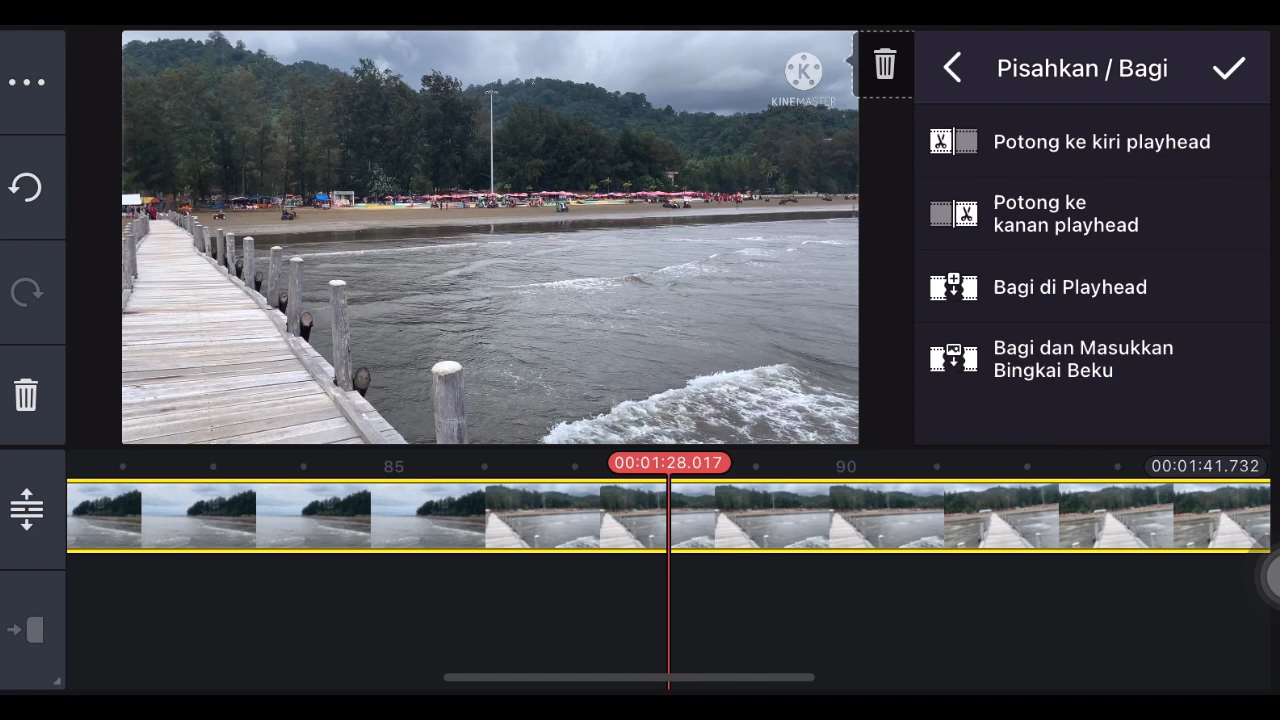 KINEMASTER
Pisahkan / Bagi
Potong ke kiri playhead
Potong ke
kanan playhead
Bagi di Playhead
Bagi dan Masukkan
Bingkai Beku
85
00:01:28.017
90
00:01:41.732